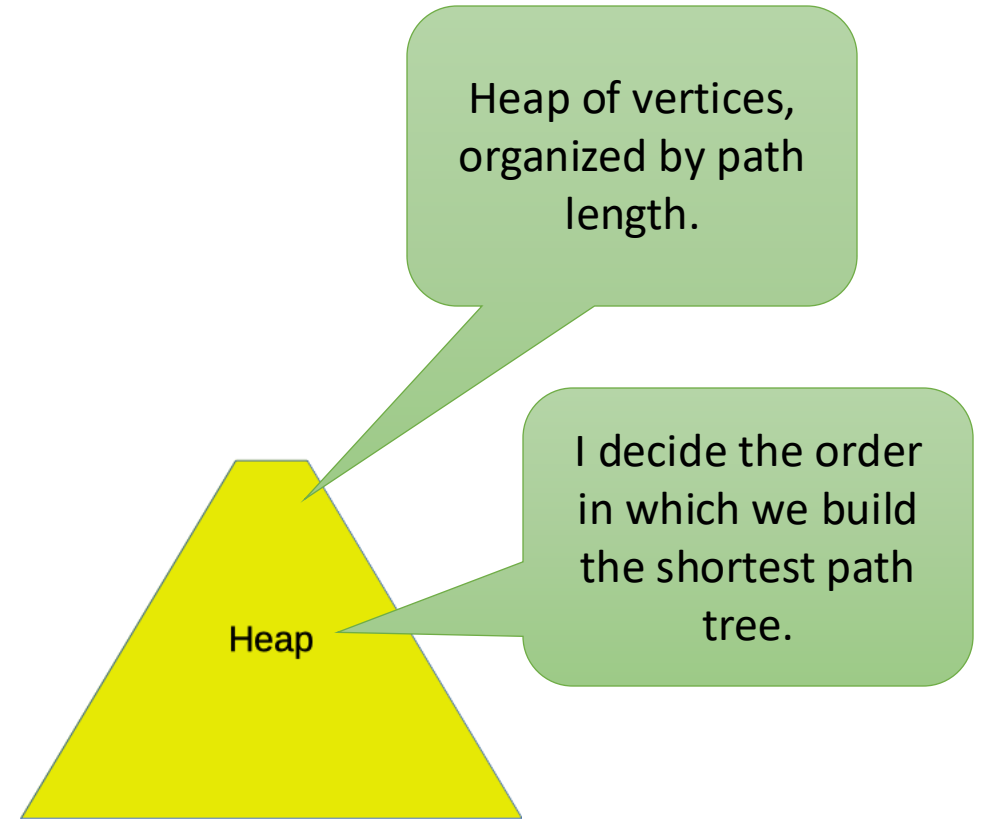 Heap of vertices,
organized by path
length.
I decide the order
in which we build
the shortest path
tree.
Heap